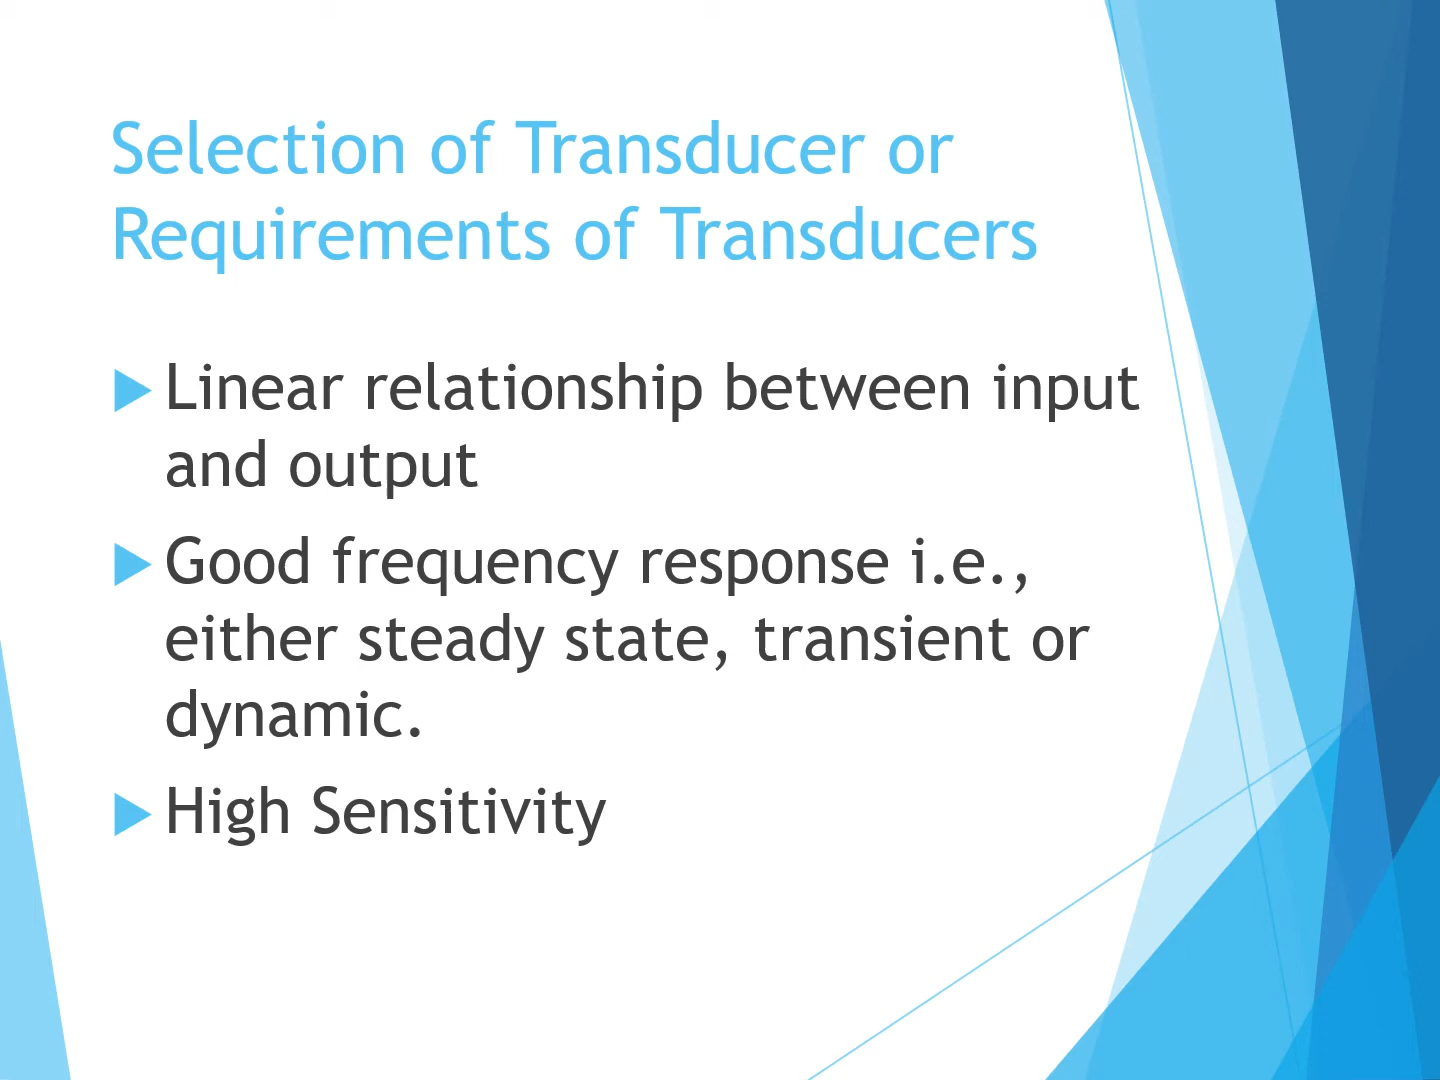 Selection of Transducer or
Requirements of Transducers
Linear relationship between input
and output
Good frequency response i.e.,
either steady state, transient or
dynamic.
High Sensitivity